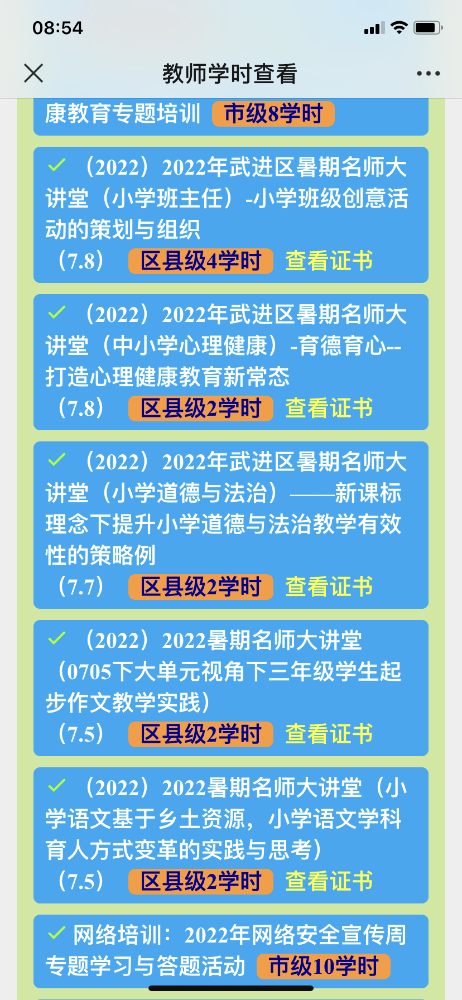 08:54
教师学时查看
康教育专题培训 市级8学时
（2022）2022年武进区暑期名师大
讲堂（小学班主任）-小学班级创意活
动的策划与组织
（7.8） 区县级4学时 查看证书
（2022）2022年武进区暑期名师大
讲堂（中小学心理健康）-育德育心--
打造心理健康教育新常态
（7.8） 区县级2学时 查看证书
（2022）2022年武进区暑期名师大
讲堂（小学道德与法治）——新课标
理念下提升小学道德与法治教学有效
性的策略例
（7.7） 区县级2学时 查看证书
（2022）2022暑期名师大讲堂
（0705下大单元视角下三年级学生起
步作文教学实践）
（7.5） 区县级2学时 查看证书
（2022）2022暑期名师大讲堂（小
学语文基于乡土资源，小学语文学科
育人方式变革的实践与思考）
（7.5） 区县级2学时 查看证书
网络培训：2022年网络安全宣传周
专题学习与答题活动 市级10学时